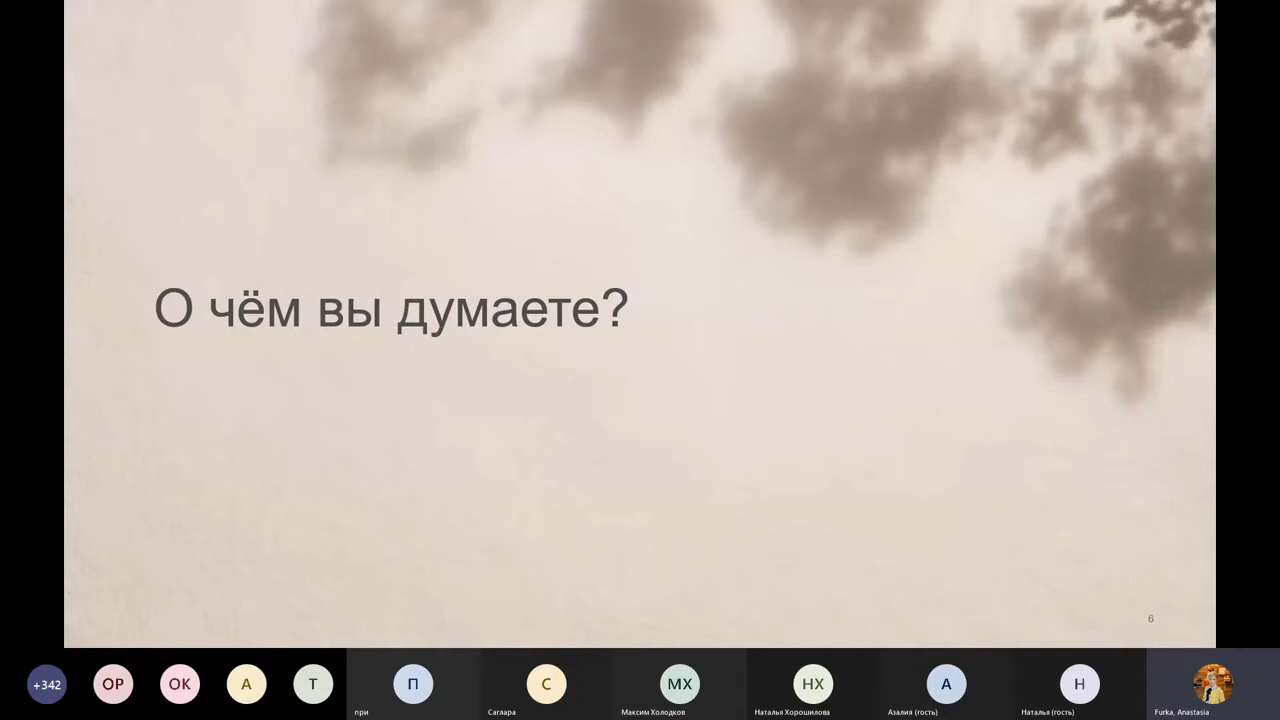 О чём вы думаете?
6
+342
ОР
ОК
А
Т
П
С
МХ
НХ
А
Н
при
Саглара
Максим Холодков
Наталья Хорошилова
Азалия (гость)
Наталья (гость)
Furka, Anastasia